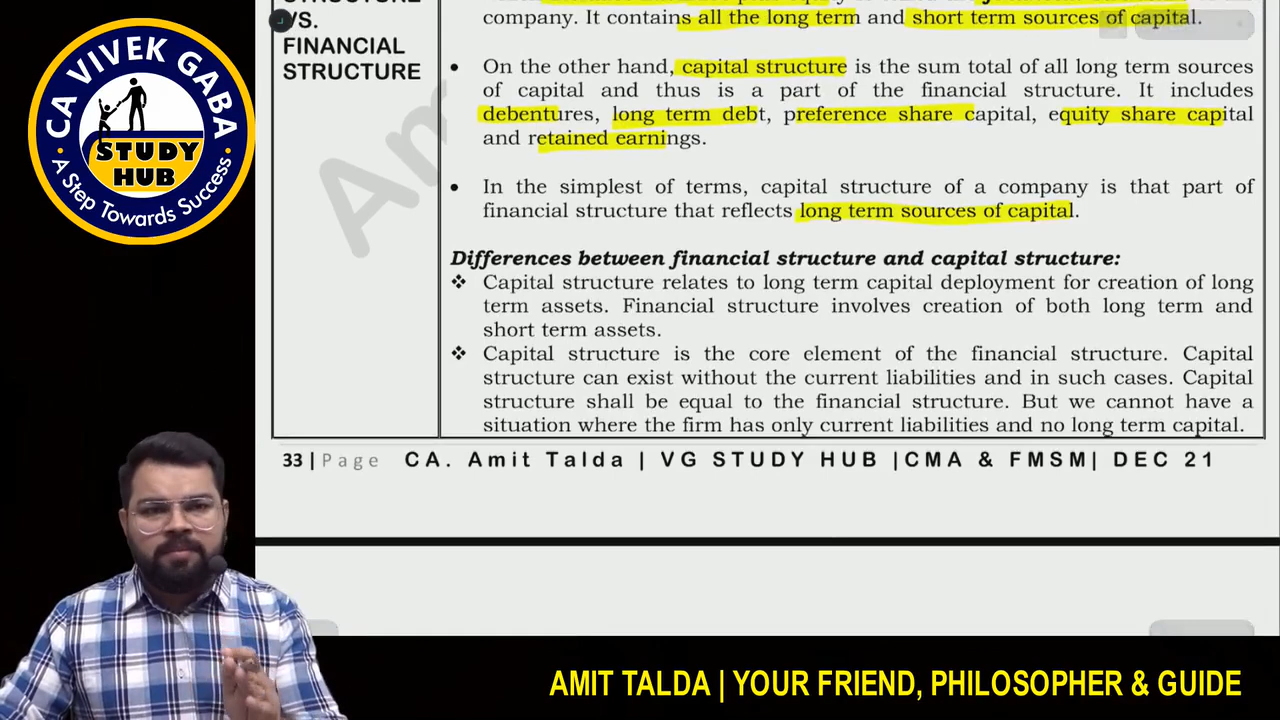 CA VIVEK GABA
STUDY
HUB
A Step Towards Success
VS.
FINANCIAL
STRUCTURE
company. It contains all the long term and short term sources of capital.
• On the other hand, capital structure is the sum total of all long term sources
of capital and thus is a part of the financial structure. It includes
debentures, long term debt, preference share capital, equity share capital
and retained earnings.
• In the simplest of terms, capital structure of a company is that part of
financial structure that reflects long term sources of capital.
Differences between financial structure and capital structure:
❖ Capital structure relates to long term capital deployment for creation of long
term assets. Financial structure involves creation of both long term and
short term assets.
❖ Capital structure is the core element of the financial structure. Capital
structure can exist without the current liabilities and in such cases. Capital
structure shall be equal to the financial structure. But we cannot have a
situation where the firm has only current liabilities and no long term capital.
33 | Page CA. Amit Talda | VG STUDY HUB |CMA & FMSM| DEC 21
AMIT TALDA | YOUR FRIEND, PHILOSOPHER & GUIDE